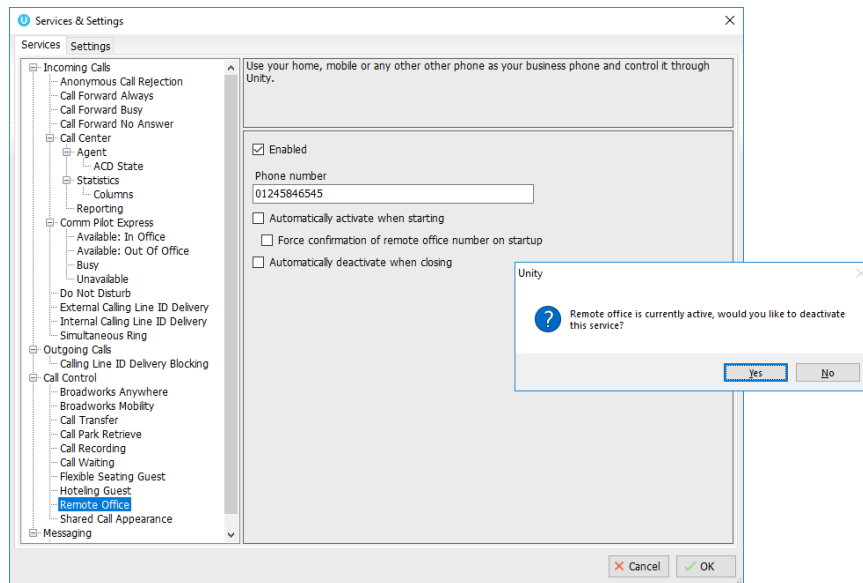 Services & Settings
Services Settings
Incoming Calls
Anonymous Call Rejection
Call Forward Always
Call Forward Busy
Call Forward No Answer
Call Center
Agent
ACD State
Statistics
Columns
Reporting
Comm Pilot Express
Available: In Office
Available: Out Of Office
Busy
Unavailable
Do Not Disturb
External Calling Line ID Delivery
Internal Calling Line ID Delivery
Simultaneous Ring
Outgoing Calls
Calling Line ID Delivery Blocking
Call Control
Broadworks Anywhere
Broadworks Mobility
Call Transfer
Call Park Retrieve
Call Recording
Call Waiting
Flexible Seating Guest
Hoteling Guest
Remote Office
Shared Call Appearance
Messaging
Use your home, mobile or any other other phone as your business phone and control it through
Unity.
Enabled
Phone number
01245846545
Automatically activate when starting
Force confirmation of remote office number on startup
Automatically deactivate when closing
Unity
Remote office is currently active, would you like to deactivate
this service?
Yes No
Cancel OK